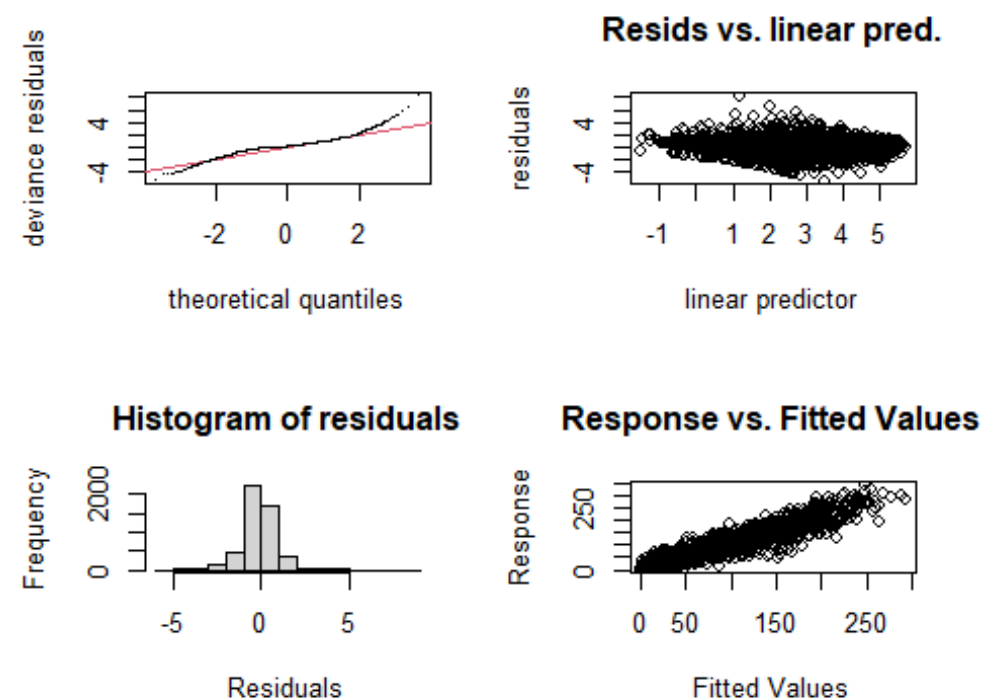 deviance residuals
4
-4
-2 0 2
theoretical quantiles
Resids vs. linear pred.
residuals
4
-4
-1 1 2 3 4 5
linear predictor
Histogram of residuals
Frequency
2000
0
-5 0 5
Residuals
Response vs. Fitted Values
Response
250
0
0 50 150 250
Fitted Values